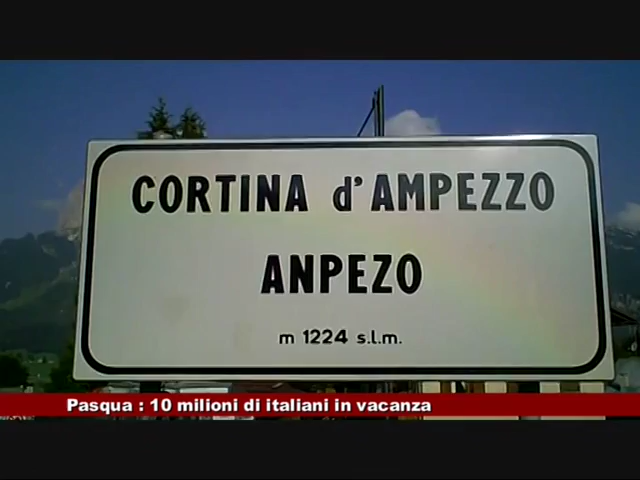 CORTINA d'AMPEZZO
ANPEZO
m 1224 s.l.m.
Pasqua : 10 milioni di italiani in vacanza